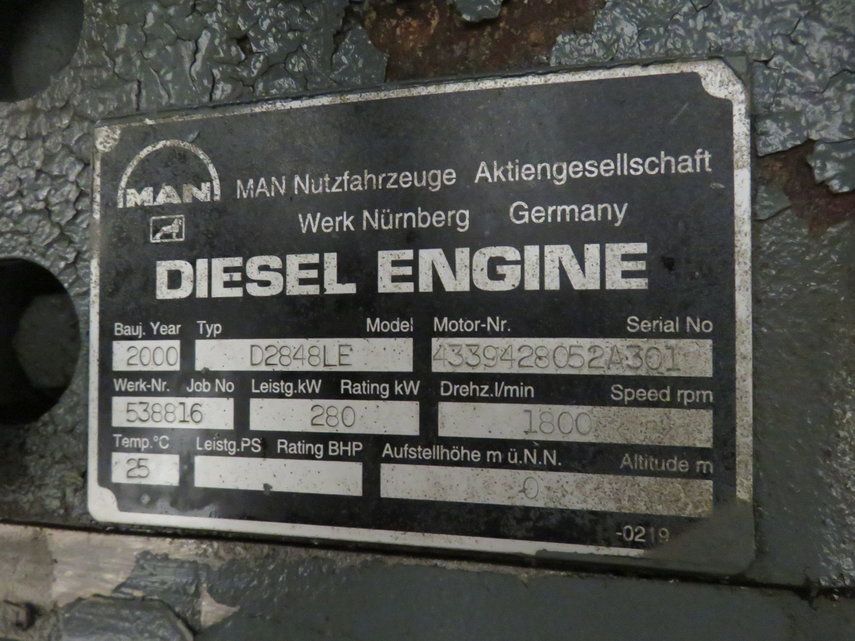 MAN
MAN Nutzfahrzeuge Aktiengesellschaft
Werk Nürnberg Germany
DIESEL ENGINE
Bauj. Year Typ Model Motor-Nr. Serial No
2000 D2848LE 4339428052A301
Werk-Nr. Job No Leistg.kW Rating kW Drehz.l/min Speed rpm
538816 280 1800
Temp.°C Leistg.PS Rating BHP Aufstellhöhe m ü.N.N. Altitude m
25 0
-0219